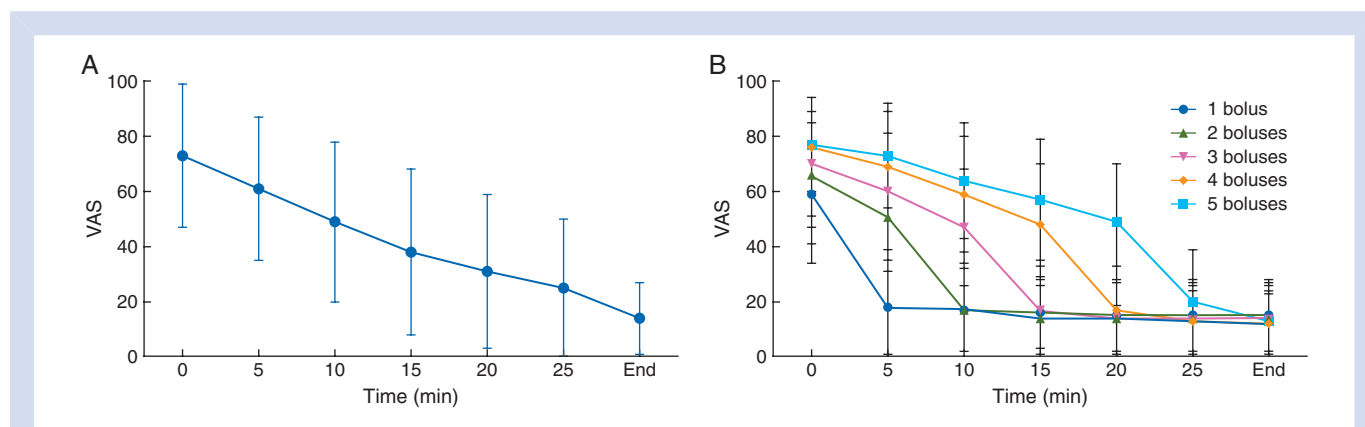 A
B
100
80
60
40
20
0
VAS
0 5 10 15 20 25 End
Time (min)
100
80
60
40
20
0
VAS
0 5 10 15 20 25 End
Time (min)
1 bolus
2 boluses
3 boluses
4 boluses
5 boluses